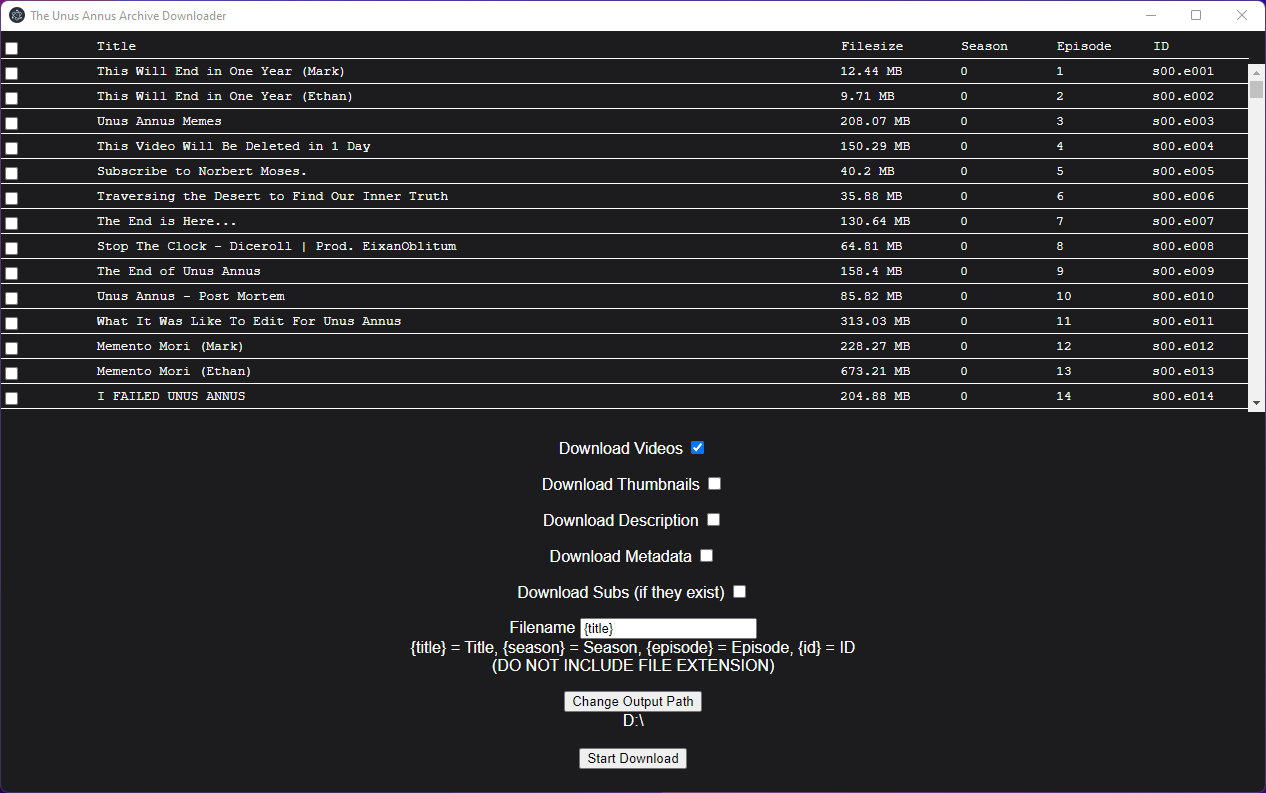 The Unus Annus Archive Downloader
Title Filesize Season Episode ID
This Will End in One Year (Mark) 12.44 MB 0 1 s00.e001
This Will End in One Year (Ethan) 9.71 MB 0 2 s00.e002
Unus Annus Memes 208.07 MB 0 3 s00.e003
This Video Will Be Deleted in 1 Day 150.29 MB 0 4 s00.e004
Subscribe to Norbert Moses. 40.2 MB 0 5 s00.e005
Traversing the Desert to Find Our Inner Truth 35.88 MB 0 6 s00.e006
The End is Here... 130.64 MB 0 7 s00.e007
Stop The Clock - Diceroll | Prod. EixanOblitum 64.81 MB 0 8 s00.e008
The End of Unus Annus 158.4 MB 0 9 s00.e009
Unus Annus - Post Mortem 85.82 MB 0 10 s00.e010
What It Was Like To Edit For Unus Annus 313.03 MB 0 11 s00.e011
Memento Mori (Mark) 228.27 MB 0 12 s00.e012
Memento Mori (Ethan) 673.21 MB 0 13 s00.e013
I FAILED UNUS ANNUS 204.88 MB 0 14 s00.e014
Download Videos
Download Thumbnails
Download Description
Download Metadata
Download Subs (if they exist)
Filename {title}
{title} = Title, {season} = Season, {episode} = Episode, {id} = ID
(DO NOT INCLUDE FILE EXTENSION)
Change Output Path
D:\
Start Download